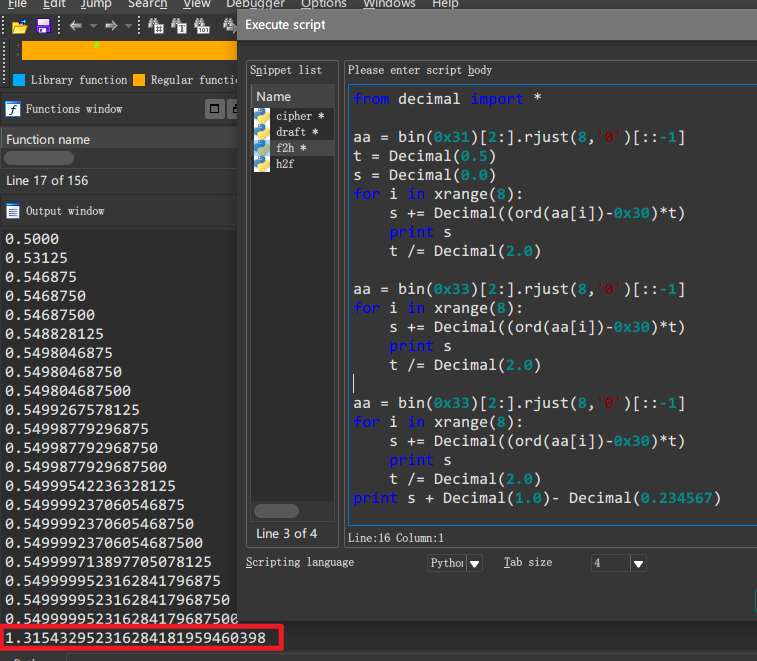 File Edit Jump Search View Debugger Options Windows Help
Execute script
Library function Regular functi
Functions window
Function name
Line 17 of 156
Output window
0.5000
0.53125
0.546875
0.5468750
0.54687500
0.548828125
0.5498046875
0.54980468750
0.549804687500
0.5499267578125
0.54998779296875
0.549987792968750
0.5499877929687500
0.54999542236328125
0.549999237060546875
0.5499992370605468750
0.54999923706054687500
0.549999713897705078125
0.5499999523162841796875
0.54999995231628417968750
0.549999952316284179687500
1.315432952316284181959460398
Snippet list
Name
cipher *
draft *
f2h *
h2f
Line 3 of 4
Please enter script body
from decimal import *
aa = bin(0x31)[2:].rjust(8,'0')[::-1]
t = Decimal(0.5)
s = Decimal(0.0)
for i in xrange(8):
    s += Decimal((ord(aa[i])-0x30)*t)
    print s
    t /= Decimal(2.0)
aa = bin(0x33)[2:].rjust(8,'0')[::-1]
for i in xrange(8):
    s += Decimal((ord(aa[i])-0x30)*t)
    print s
    t /= Decimal(2.0)
aa = bin(0x33)[2:].rjust(8,'0')[::-1]
for i in xrange(8):
    s += Decimal((ord(aa[i])-0x30)*t)
    print s
    t /= Decimal(2.0)
print s + Decimal(1.0)- Decimal(0.234567)
Line:16 Column:1
Scripting language Pytho Tab size 4